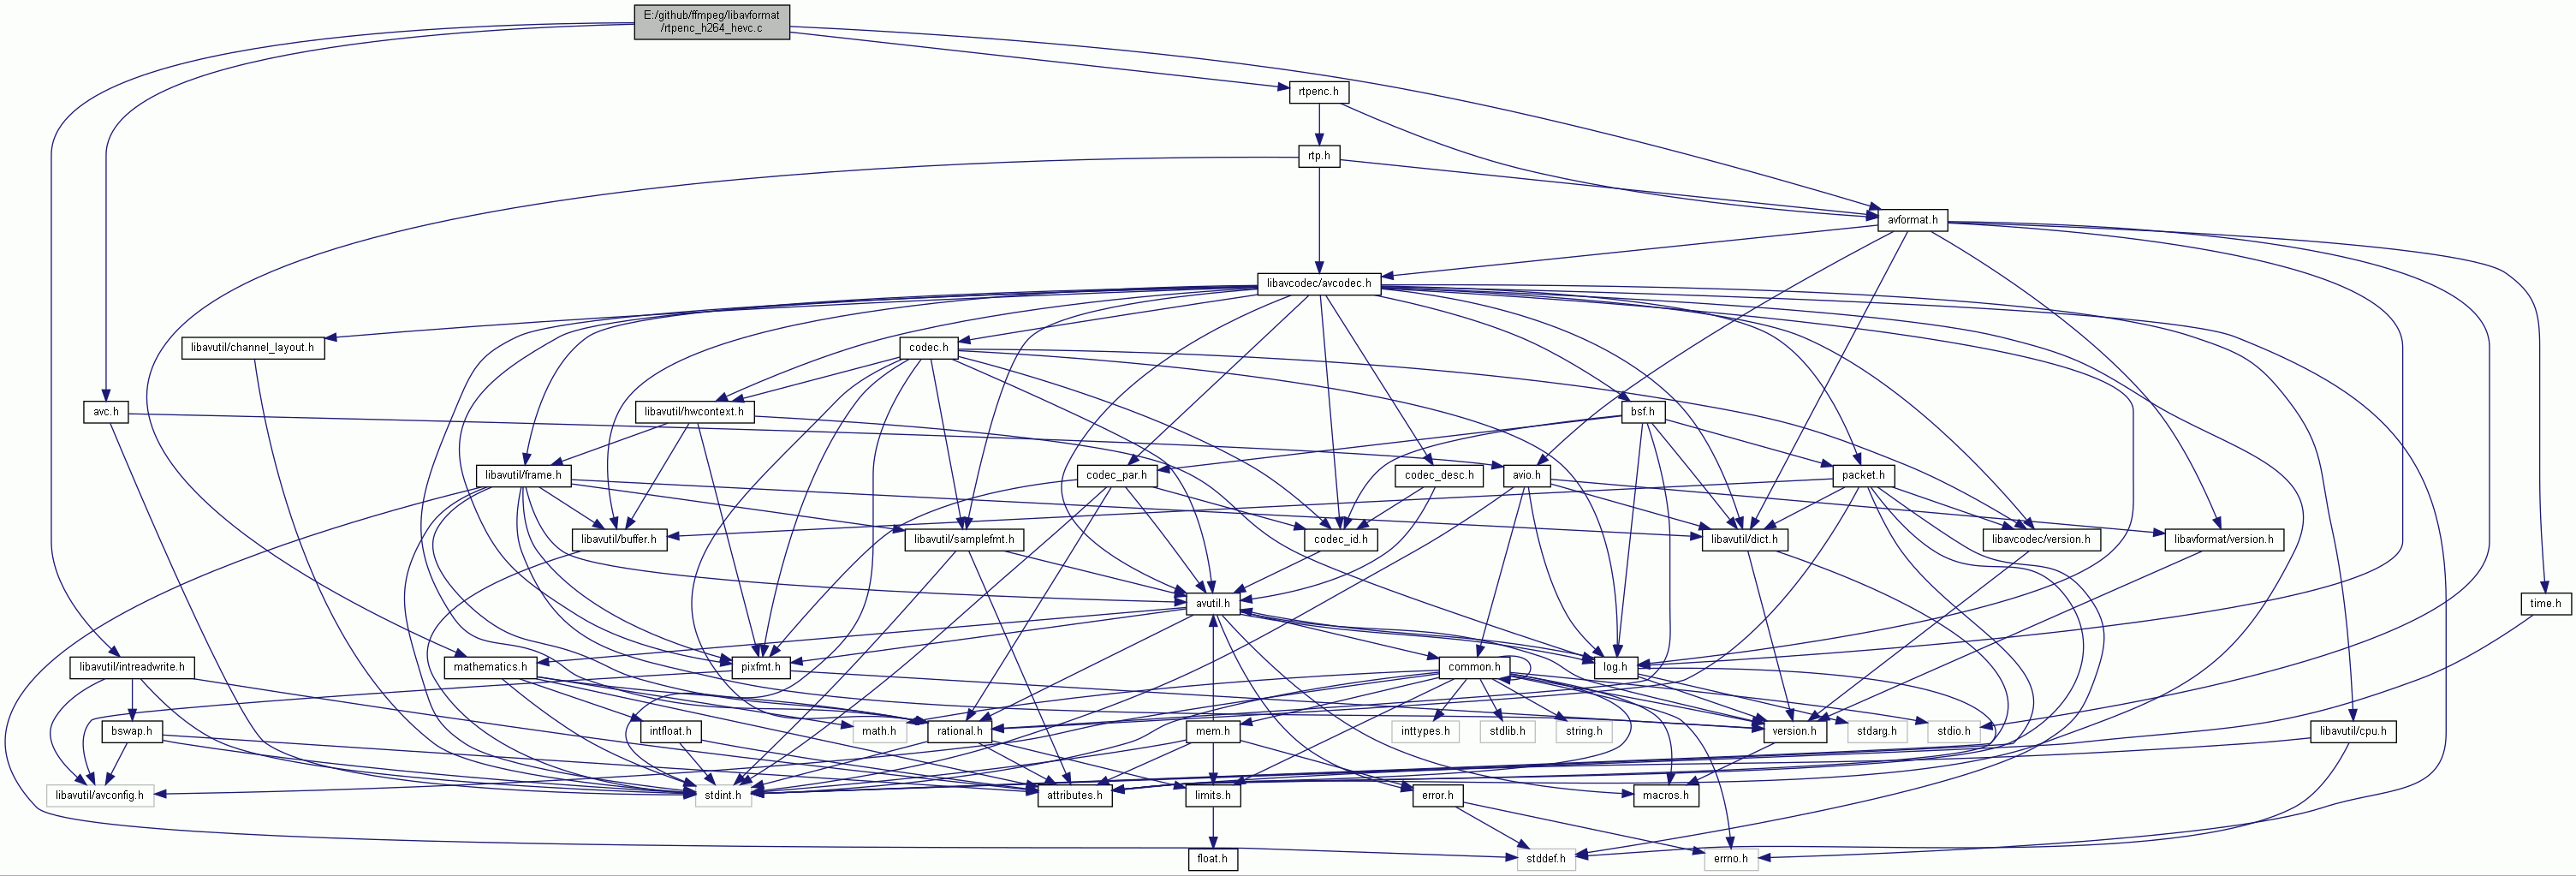 E:/github/ffmpeg/libavformat
/rtpenc_h264_hevc.c
rtpenc.h
rtp.h
avformat.h
libavcodec/avcodec.h
libavutil/channel_layout.h
codec.h
avc.h
libavutil/hwcontext.h
bsf.h
libavutil/frame.h
codec_par.h
codec_desc.h
avio.h
packet.h
libavutil/buffer.h
libavutil/samplefmt.h
codec_id.h
libavutil/dict.h
libavcodec/version.h
libavformat/version.h
avutil.h
time.h
libavutil/intreadwrite.h
mathematics.h
pixfmt.h
common.h
log.h
bswap.h
intfloat.h
math.h
rational.h
mem.h
inttypes.h
stdlib.h
string.h
version.h
stdarg.h
stdio.h
libavutil/cpu.h
libavutil/avconfig.h
stdint.h
attributes.h
limits.h
error.h
macros.h
float.h
stddef.h
errno.h